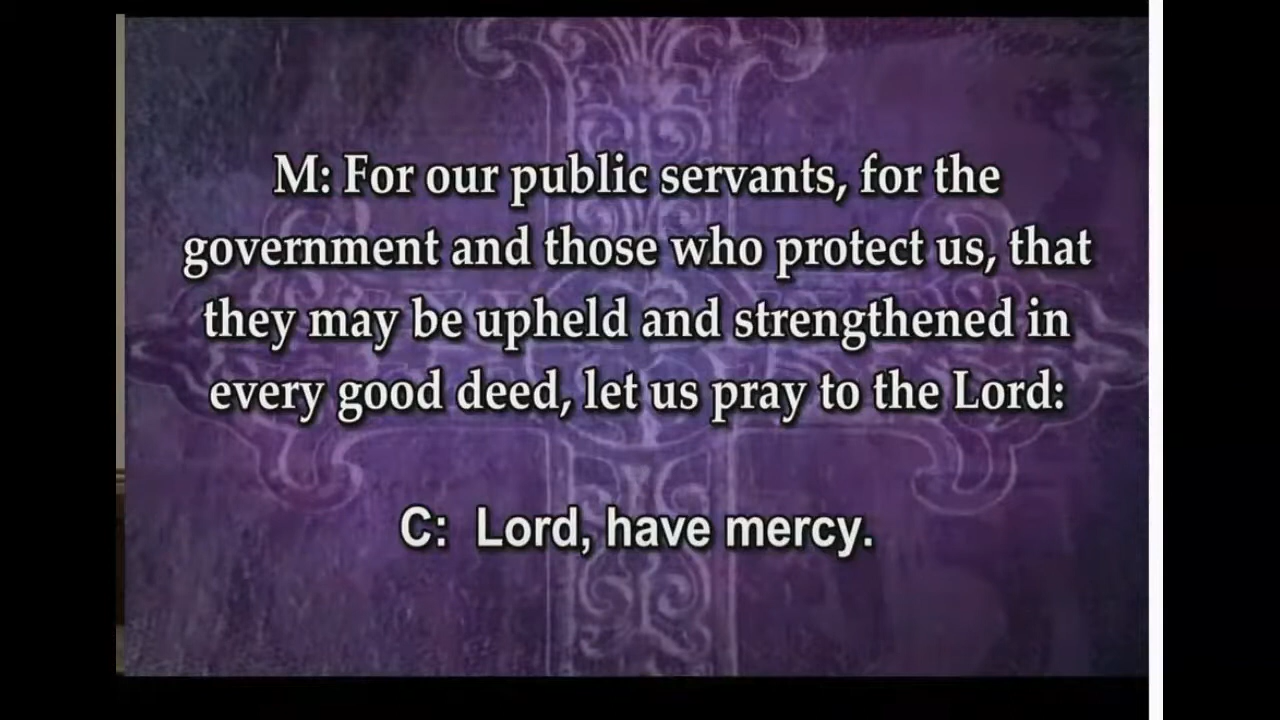 M: For our public servants, for the
government and those who protect us, that
they may be upheld and strengthened in
every good deed, let us pray to the Lord:
C: Lord, have mercy.